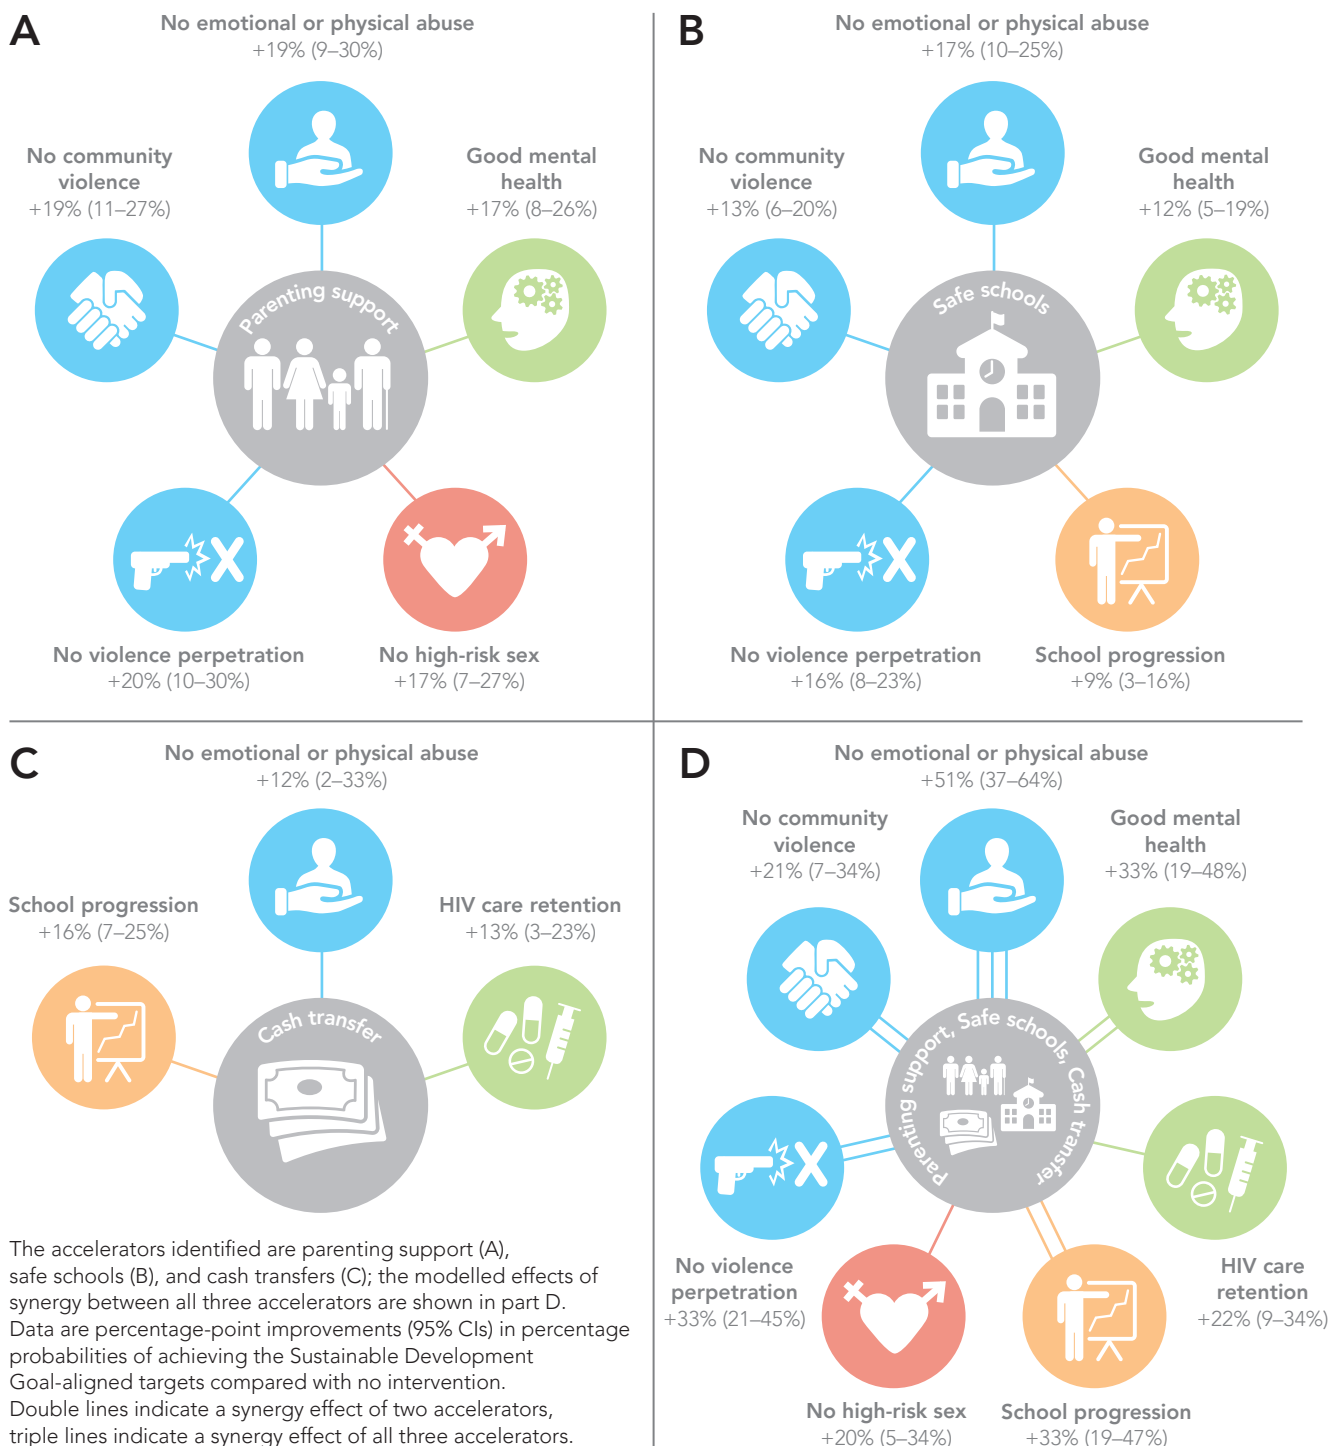 A
No emotional or physical abuse
+19% (9–30%)
No community
violence
+19% (11–27%)
Good mental
health
+17% (8–26%)
Parenting support
No violence perpetration
+20% (10–30%)
No high-risk sex
+17% (7–27%)
B
No emotional or physical abuse
+17% (10–25%)
No community
violence
+13% (6–20%)
Good mental
health
+12% (5–19%)
Safe schools
No violence perpetration
+16% (8–23%)
School progression
+9% (3–16%)
C
No emotional or physical abuse
+12% (2–33%)
School progression
+16% (7–25%)
HIV care retention
+13% (3–23%)
Cash transfer
The accelerators identified are parenting support (A),
safe schools (B), and cash transfers (C); the modelled effects of
synergy between all three accelerators are shown in part D.
Data are percentage-point improvements (95% CIs) in percentage
probabilities of achieving the Sustainable Development
Goal-aligned targets compared with no intervention.
Double lines indicate a synergy effect of two accelerators,
triple lines indicate a synergy effect of all three accelerators.
D
No emotional or physical abuse
+51% (37–64%)
No community
violence
+21% (7–34%)
Good mental
health
+33% (19–48%)
Parenting support, Safe schools, Cash transfer
No violence
perpetration
+33% (21–45%)
HIV care
retention
+22% (9–34%)
No high-risk sex
+20% (5–34%)
School progression
+33% (19–47%)